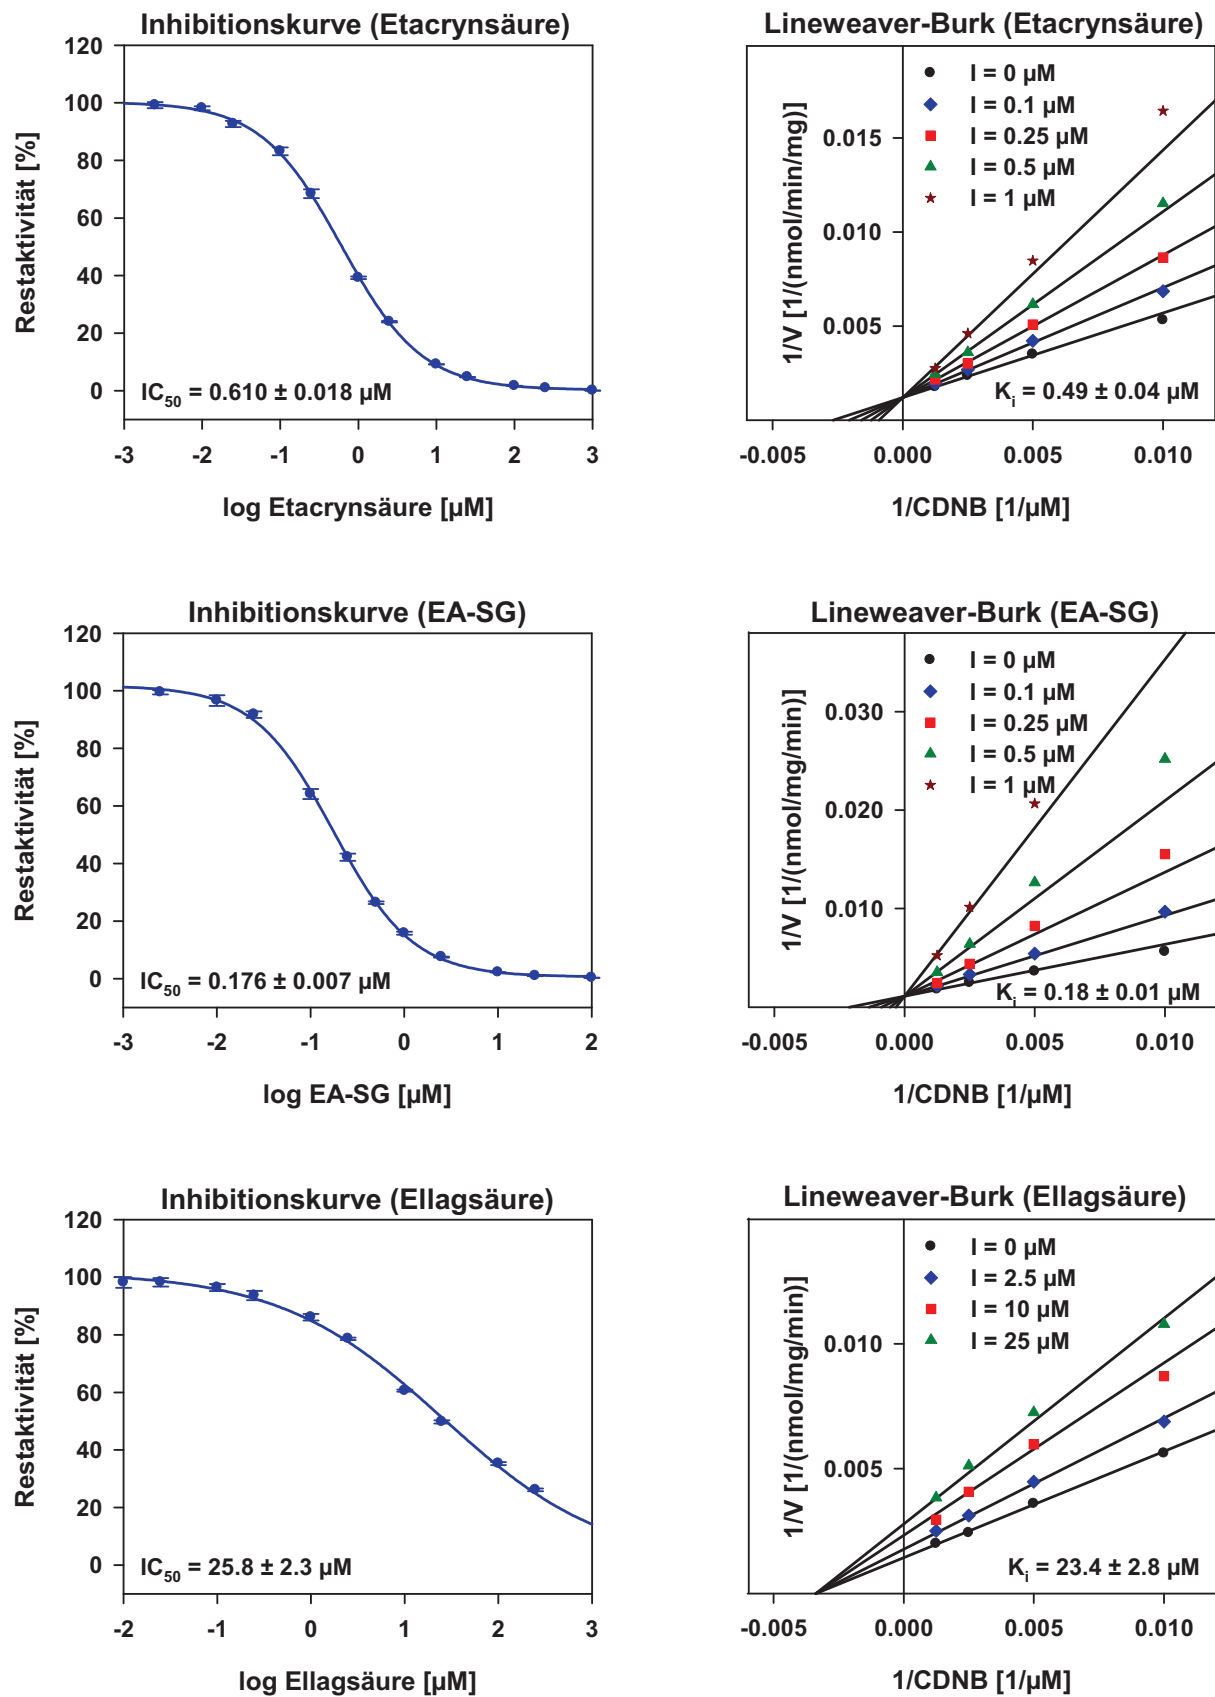 Inhibitionskurve (Etacrynsäure)
120
100
80
60
40
20
0
Restaktivität [%]
IC50 = 0.610 ± 0.018 µM
-3 -2 -1 0 1 2 3
log Etacrynsäure [µM]
Lineweaver-Burk (Etacrynsäure)
I = 0 µM
I = 0.1 µM
I = 0.25 µM
I = 0.5 µM
I = 1 µM
0.015
0.010
0.005
1/V [1/(nmol/min/mg)]
Ki = 0.49 ± 0.04 µM
-0.005 0.000 0.005 0.010
1/CDNB [1/µM]
Inhibitionskurve (EA-SG)
120
100
80
60
40
20
0
Restaktivität [%]
IC50 = 0.176 ± 0.007 µM
-3 -2 -1 0 1 2
log EA-SG [µM]
Lineweaver-Burk (EA-SG)
I = 0 µM
I = 0.1 µM
I = 0.25 µM
I = 0.5 µM
I = 1 µM
0.030
0.020
0.010
1/V [1/(nmol/mg/min)]
Ki = 0.18 ± 0.01 µM
-0.005 0.000 0.005 0.010
1/CDNB [1/µM]
Inhibitionskurve (Ellagsäure)
120
100
80
60
40
20
0
Restaktivität [%]
IC50 = 25.8 ± 2.3 µM
-2 -1 0 1 2 3
log Ellagsäure [µM]
Lineweaver-Burk (Ellagsäure)
I = 0 µM
I = 2.5 µM
I = 10 µM
I = 25 µM
0.010
0.005
1/V [1/(nmol/mg/min)]
Ki = 23.4 ± 2.8 µM
-0.005 0.000 0.005 0.010
1/CDNB [1/µM]